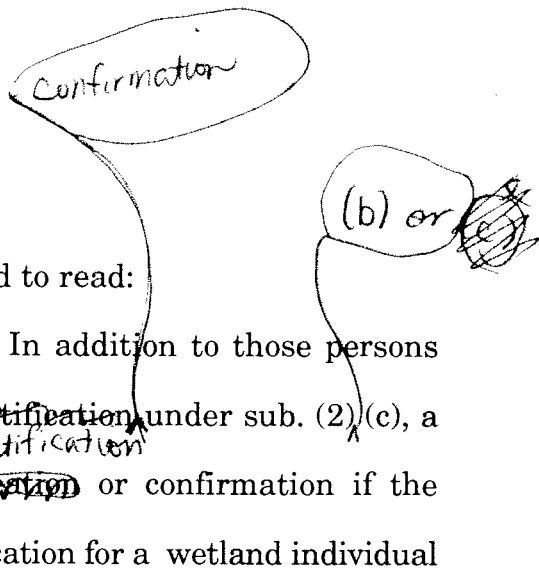 confirmation
(b) or
d to read:
In addition to those persons
tification under sub. (2) (c), a
tification
or confirmation if the
cation for a wetland individual